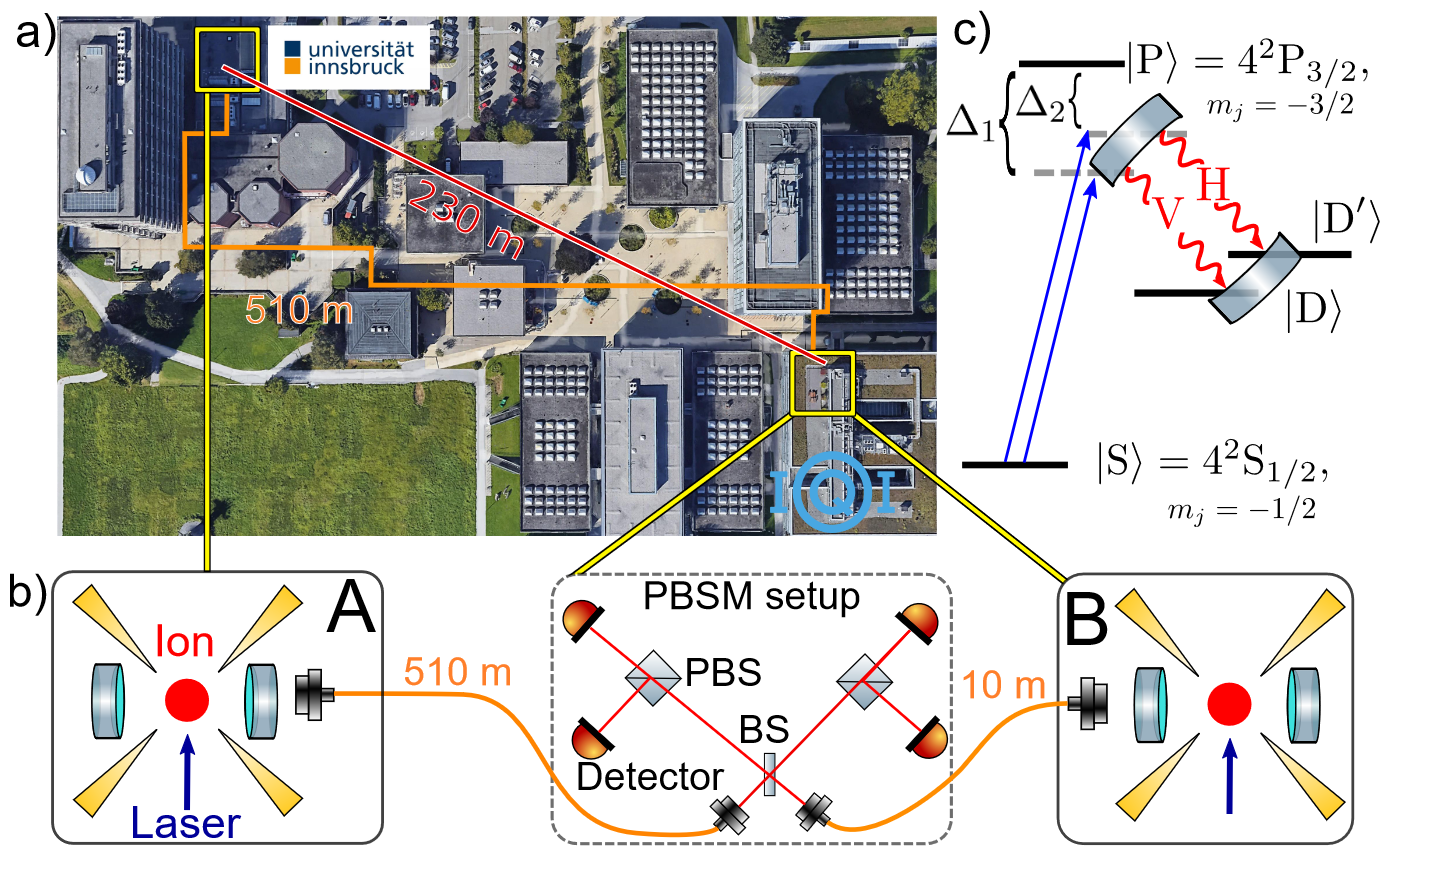 a)
universität
innsbruck
230 m
510 m
IQI
c)
|P⟩ = 4²P₃/₂,
mⱼ = −3/2
Δ₁
Δ₂
H
V
|D′⟩
|D⟩
|S⟩ = 4²S₁/₂,
mⱼ = −1/2
b)
A
Ion
Laser
510 m
PBSM setup
PBS
BS
Detector
10 m
B